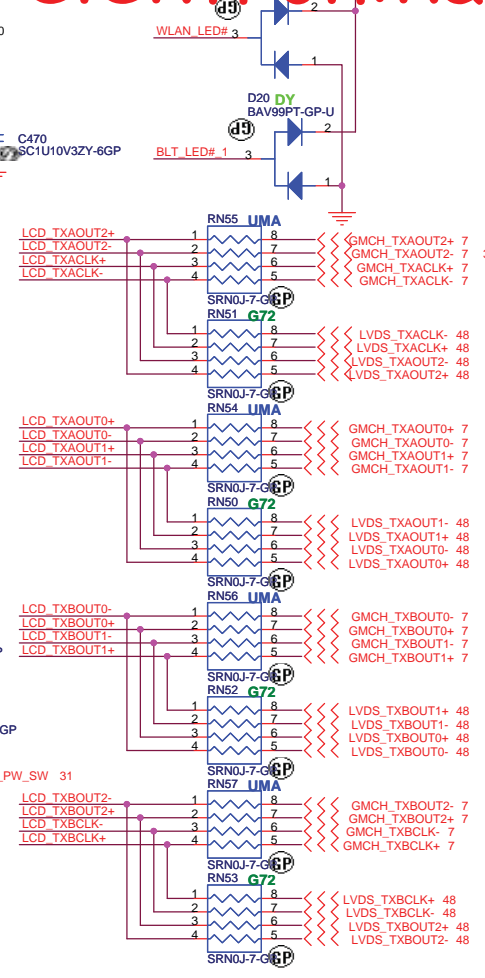 GP
2
WLAN_LED# 3
1
D20 DY
BAV99PT-GP-U
GP
2
C470
SC1U10V3ZY-6GP
BLT_LED#_1 3
1
RN55 UMA
LCD_TXAOUT2+ 1 8 GMCH_TXAOUT2+ 7
LCD_TXAOUT2- 2 7 GMCH_TXAOUT2- 7
LCD_TXACLK+ 3 6 GMCH_TXACLK+ 7
LCD_TXACLK- 4 5 GMCH_TXACLK- 7
SRN0J-7-G GP
RN51 G72
1 8 LVDS_TXACLK- 48
2 7 LVDS_TXACLK+ 48
3 6 LVDS_TXAOUT2- 48
4 5 LVDS_TXAOUT2+ 48
SRN0J-7-G GP
RN54 UMA
LCD_TXAOUT0+ 1 8 GMCH_TXAOUT0+ 7
LCD_TXAOUT0- 2 7 GMCH_TXAOUT0- 7
LCD_TXAOUT1+ 3 6 GMCH_TXAOUT1+ 7
LCD_TXAOUT1- 4 5 GMCH_TXAOUT1- 7
SRN0J-7-G GP
RN50 G72
1 8 LVDS_TXAOUT1- 48
2 7 LVDS_TXAOUT1+ 48
3 6 LVDS_TXAOUT0- 48
4 5 LVDS_TXAOUT0+ 48
SRN0J-7-G GP
RN56 UMA
LCD_TXBOUT0- 1 8 GMCH_TXBOUT0- 7
LCD_TXBOUT0+ 2 7 GMCH_TXBOUT0+ 7
LCD_TXBOUT1- 3 6 GMCH_TXBOUT1- 7
LCD_TXBOUT1+ 4 5 GMCH_TXBOUT1+ 7
SRN0J-7-G GP
RN52 G72
1 8 LVDS_TXBOUT1+ 48
2 7 LVDS_TXBOUT1- 48
GP
3 6 LVDS_TXBOUT0+ 48
4 5 LVDS_TXBOUT0- 48
SRN0J-7-G GP
_PW_SW 31
RN57 UMA
LCD_TXBOUT2- 1 8 GMCH_TXBOUT2- 7
LCD_TXBOUT2+ 2 7 GMCH_TXBOUT2+ 7
LCD_TXBCLK- 3 6 GMCH_TXBCLK- 7
LCD_TXBCLK+ 4 5 GMCH_TXBCLK+ 7
SRN0J-7-G GP
RN53 G72
1 8 LVDS_TXBCLK+ 48
2 7 LVDS_TXBCLK- 48
3 6 LVDS_TXBOUT2+ 48
4 5 LVDS_TXBOUT2- 48
SRN0J-7-G GP